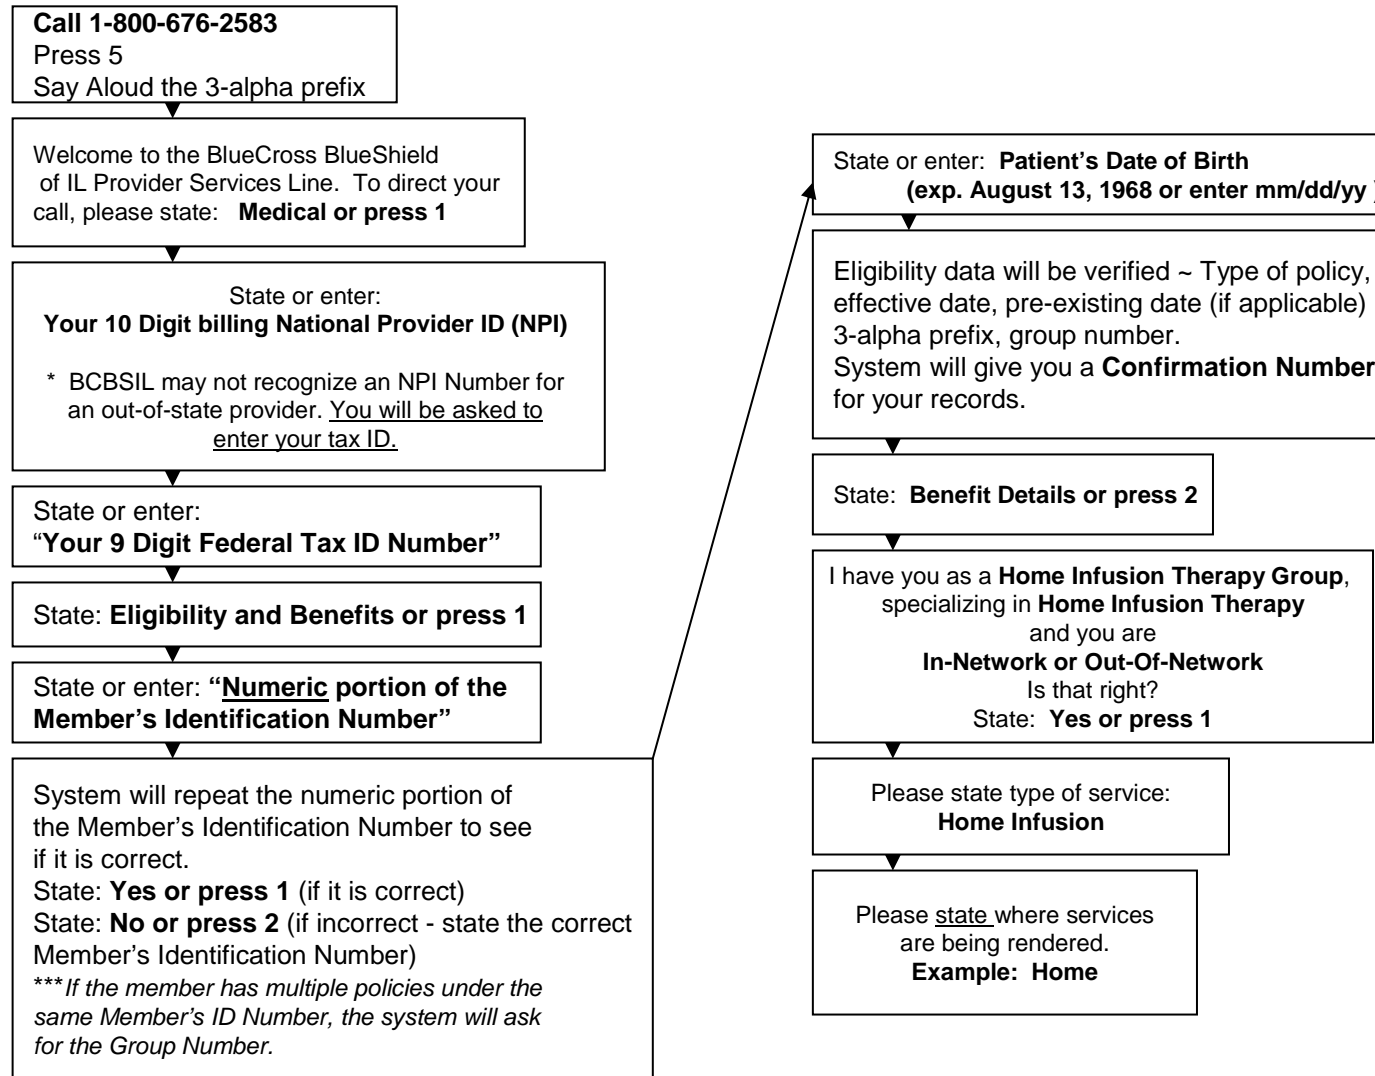 Call 1-800-676-2583
Press 5
Say Aloud the 3-alpha prefix
Welcome to the BlueCross BlueShield
of IL Provider Services Line. To direct your
call, please state: Medical or press 1
State or enter:
Your 10 Digit billing National Provider ID (NPI)
* BCBSIL may not recognize an NPI Number for
an out-of-state provider. You will be asked to
enter your tax ID.
State or enter:
“Your 9 Digit Federal Tax ID Number”
State: Eligibility and Benefits or press 1
State or enter: “Numeric portion of the
Member’s Identification Number”
System will repeat the numeric portion of
the Member’s Identification Number to see
if it is correct.
State: Yes or press 1 (if it is correct)
State: No or press 2 (if incorrect - state the correct
Member’s Identification Number)
***If the member has multiple policies under the
same Member’s ID Number, the system will ask
for the Group Number.
State or enter: Patient’s Date of Birth
(exp. August 13, 1968 or enter mm/dd/yy )
Eligibility data will be verified ~ Type of policy,
effective date, pre-existing date (if applicable)
3-alpha prefix, group number.
System will give you a Confirmation Number
for your records.
State: Benefit Details or press 2
I have you as a Home Infusion Therapy Group,
specializing in Home Infusion Therapy
and you are
In-Network or Out-Of-Network
Is that right?
State: Yes or press 1
Please state type of service:
Home Infusion
Please state where services
are being rendered.
Example: Home